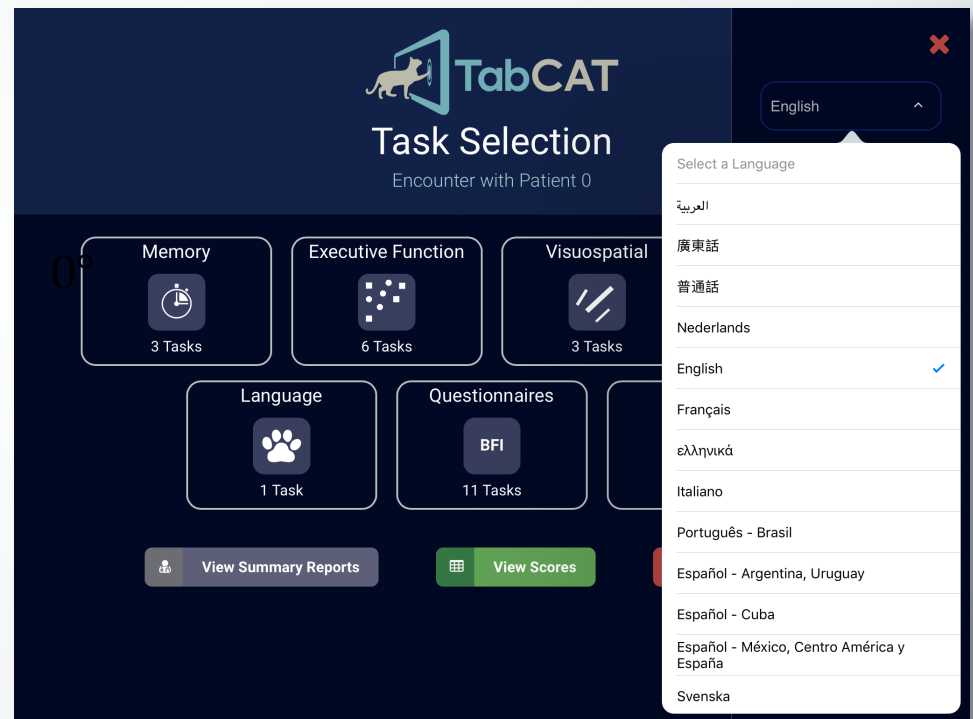 TabCAT
Task Selection
Encounter with Patient 0
English
Select a Language
العربية
廣東話
普通話
Nederlands
English
Français
ελληνικά
Italiano
Português - Brasil
Español - Argentina, Uruguay
Español - Cuba
Español - México, Centro América y
España
Svenska
0°
Memory
3 Tasks
Executive Function
6 Tasks
Visuospatial
3 Tasks
Language
1 Task
Questionnaires
BFI
11 Tasks
View Summary Reports
View Scores